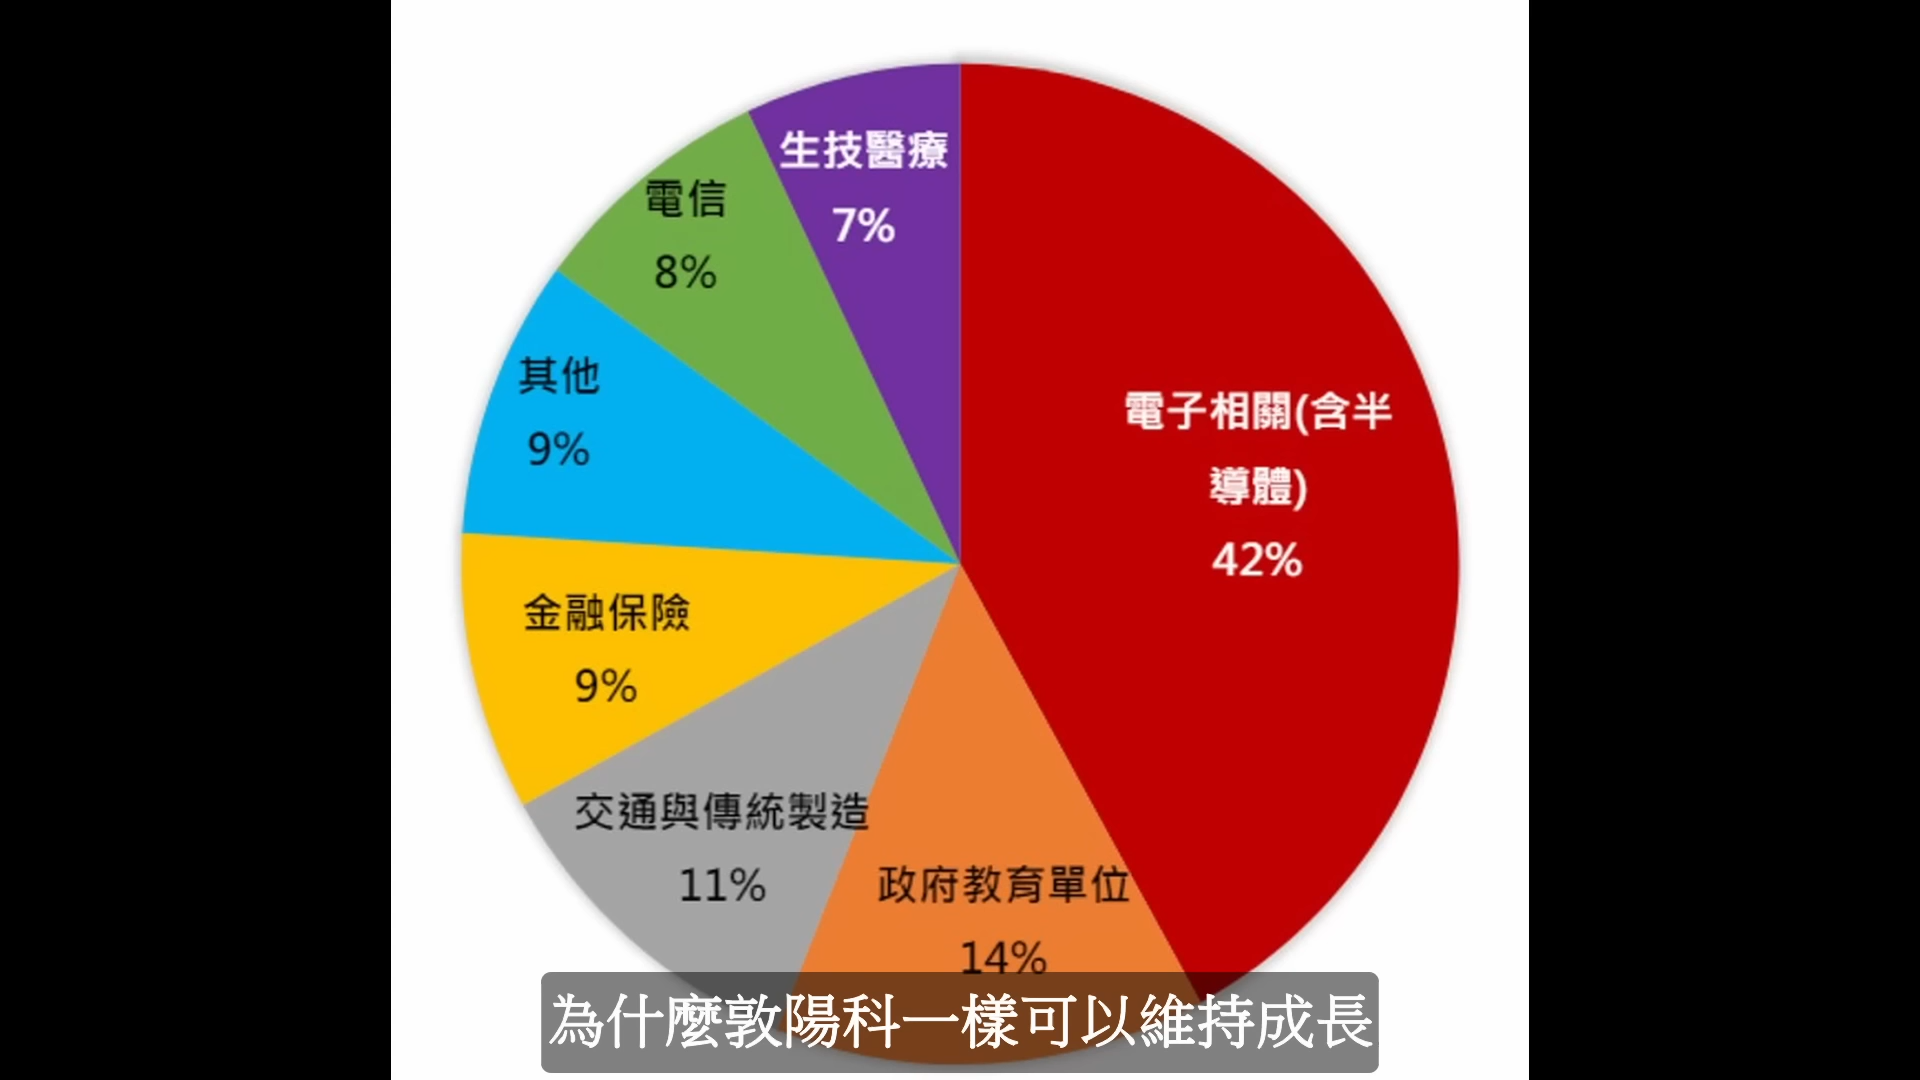 生技醫療
7%
電信
8%
其他
9%
電子相關(含半
導體)
42%
金融保險
9%
交通與傳統製造
11%
政府教育單位
14%
為什麼敦陽科一樣可以維持成長